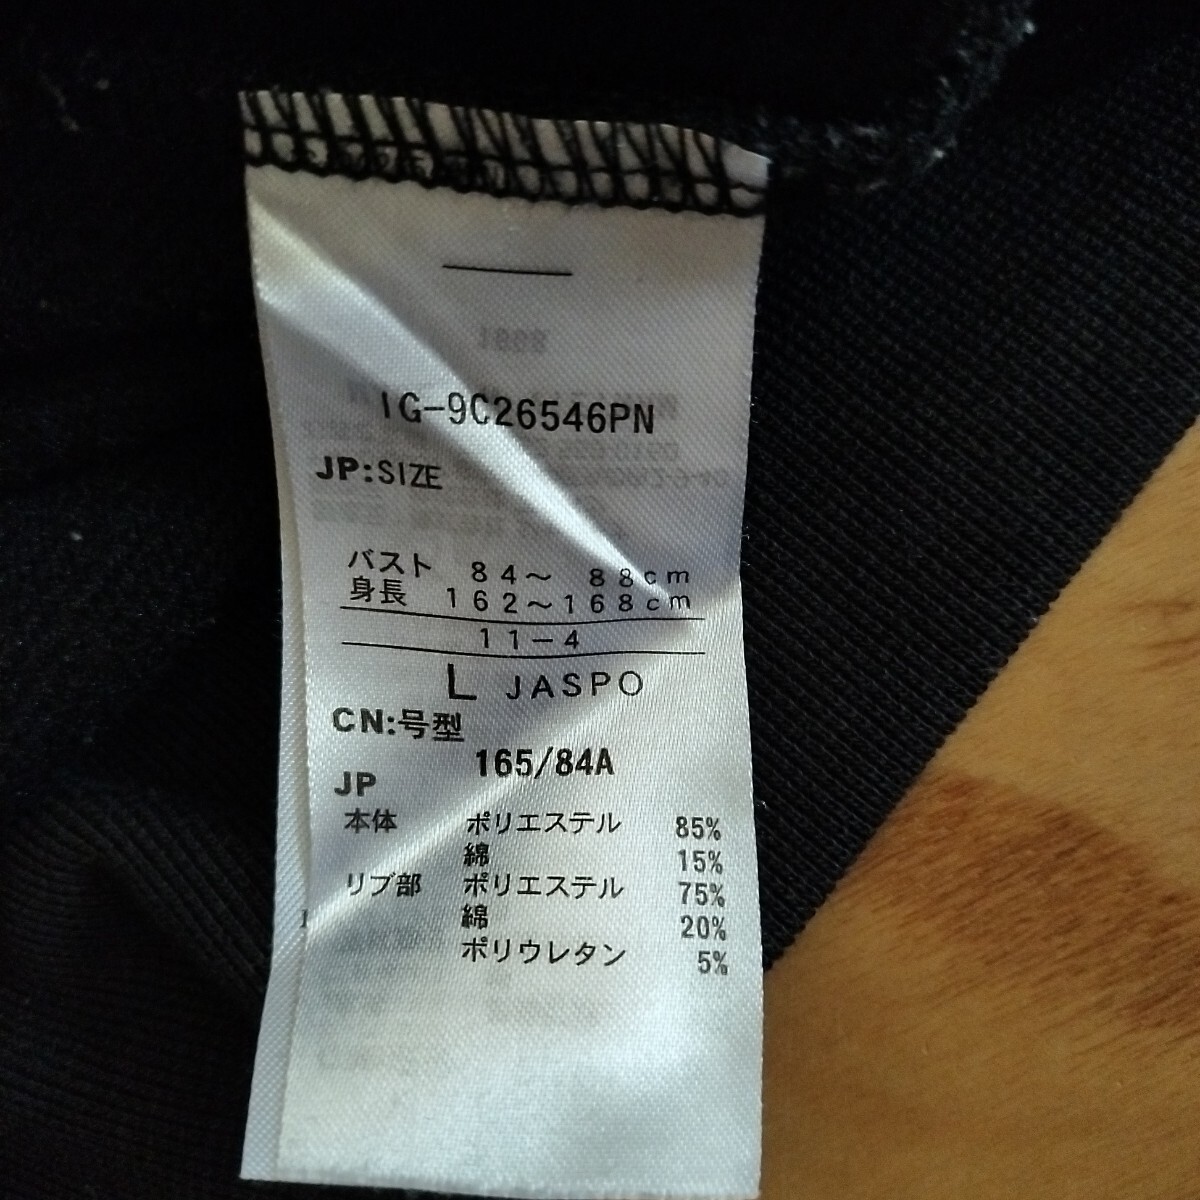 IG-9C26546PN
JP:SIZE
バスト 84～ 88cm
身長 162～168cm
11-4
L JASPO
CN:号型
165/84A
JP
本体 ポリエステル 85%
綿 15%
リブ部 ポリエステル 75%
綿 20%
ポリウレタン 5%